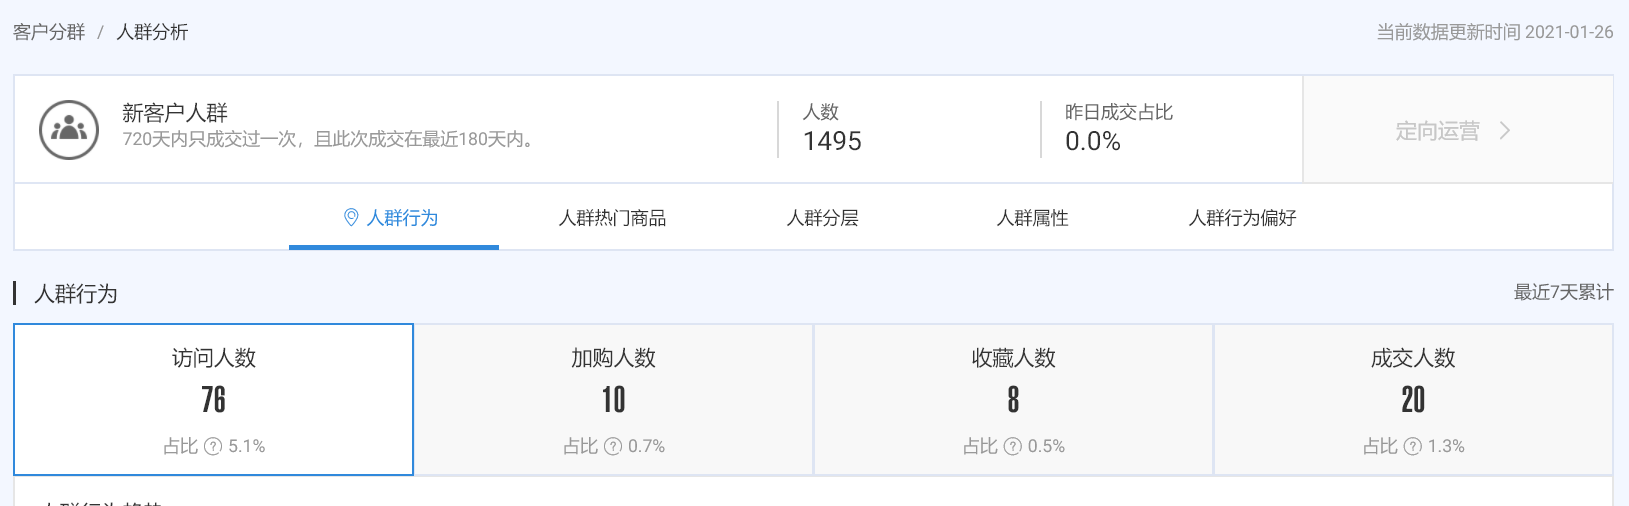 客户分群 / 人群分析
当前数据更新时间 2021-01-26
新客户人群
720天内只成交过一次，且此次成交在最近180天内。
人数
1495
昨日成交占比
0.0%
定向运营
人群行为
人群热门商品
人群分层
人群属性
人群行为偏好
人群行为
最近7天累计
访问人数
76
占比 ? 5.1%
加购人数
10
占比 ? 0.7%
收藏人数
8
占比 ? 0.5%
成交人数
20
占比 ? 1.3%